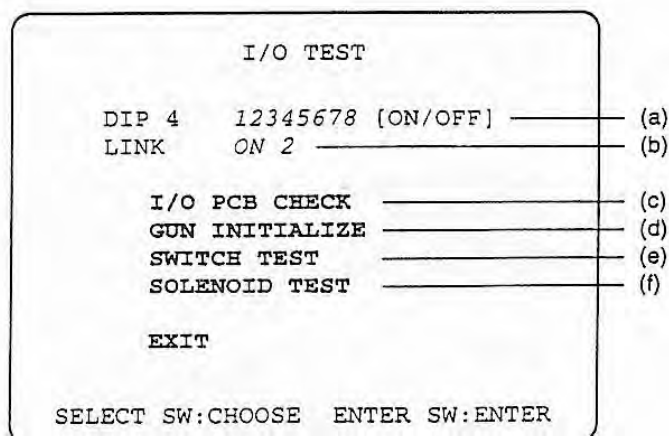 I/O TEST
DIP 4 12345678 [ON/OFF] (a)
LINK ON 2 (b)
I/O PCB CHECK (c)
GUN INITIALIZE (d)
SWITCH TEST (e)
SOLENOID TEST (f)
EXIT
SELECT SW:CHOOSE ENTER SW:ENTER